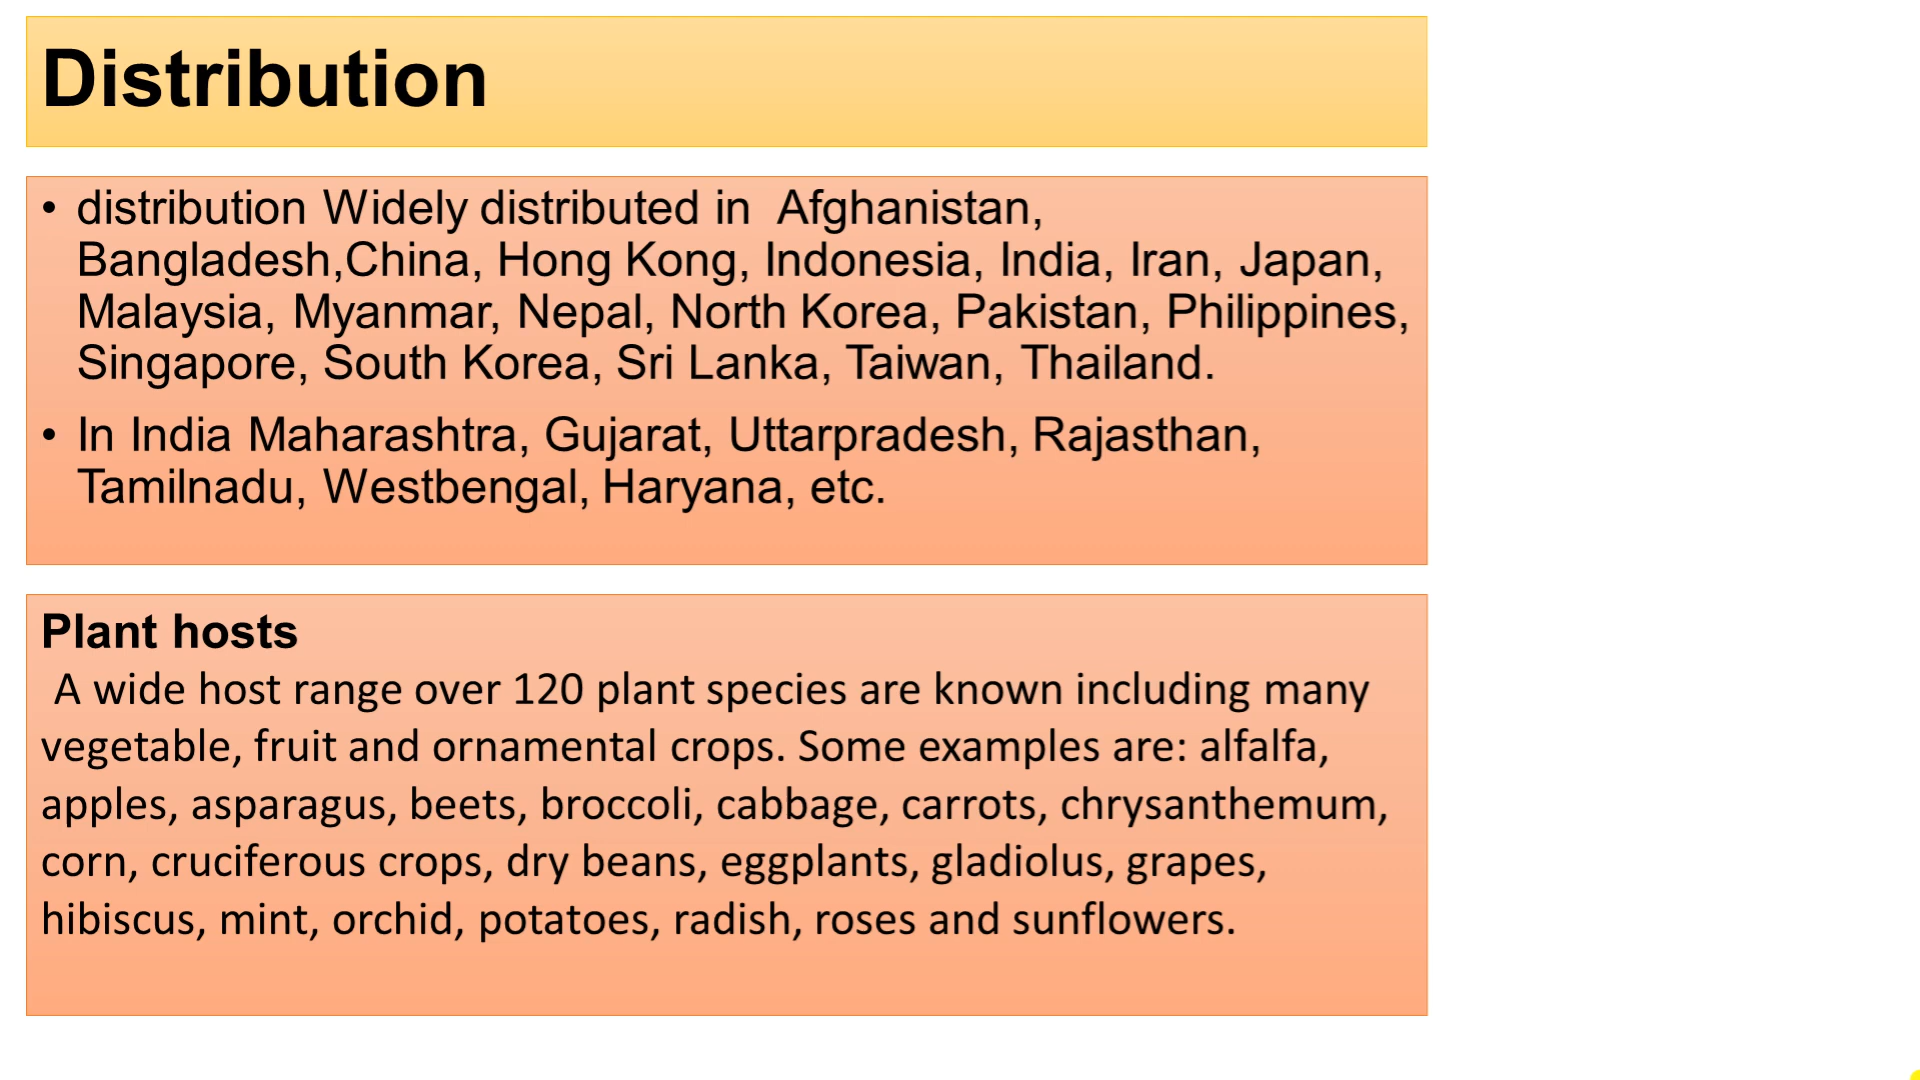 Distribution
• distribution Widely distributed in  Afghanistan,
Bangladesh,China, Hong Kong, Indonesia, India, Iran, Japan,
Malaysia, Myanmar, Nepal, North Korea, Pakistan, Philippines,
Singapore, South Korea, Sri Lanka, Taiwan, Thailand.
• In India Maharashtra, Gujarat, Uttarpradesh, Rajasthan,
Tamilnadu, Westbengal, Haryana, etc.
Plant hosts
A wide host range over 120 plant species are known including many
vegetable, fruit and ornamental crops. Some examples are: alfalfa,
apples, asparagus, beets, broccoli, cabbage, carrots, chrysanthemum,
corn, cruciferous crops, dry beans, eggplants, gladiolus, grapes,
hibiscus, mint, orchid, potatoes, radish, roses and sunflowers.